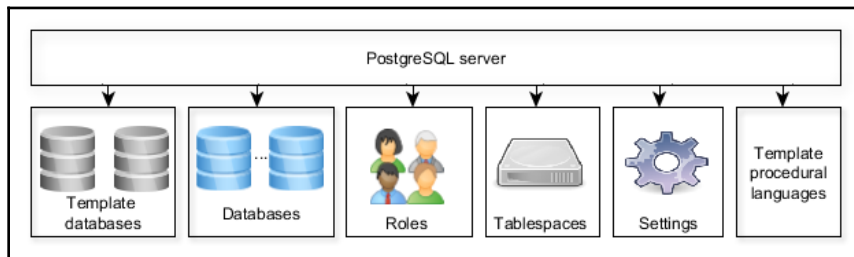 PostgreSQL server
Template
databases
...
Databases
Roles
Tablespaces
Settings
Template
procedural
languages